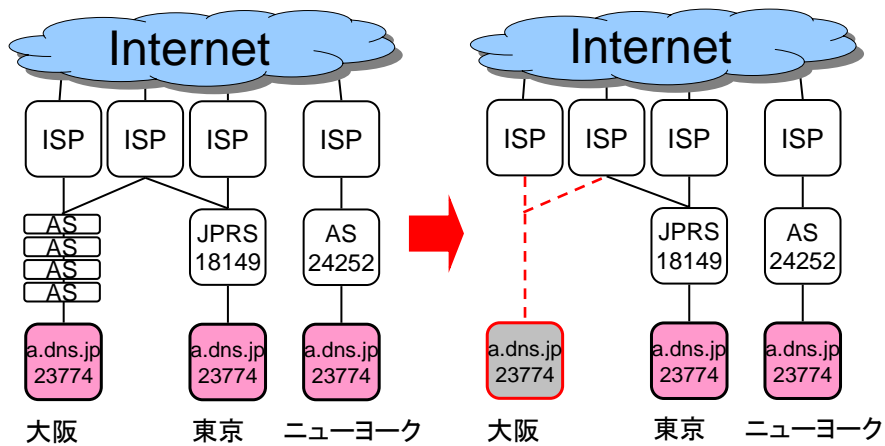 Internet
Internet
ISP
ISP
ISP
ISP
ISP
ISP
ISP
ISP
AS
AS
AS
AS
JPRS
18149
AS
24252
JPRS
18149
AS
24252
a.dns.jp
23774
a.dns.jp
23774
a.dns.jp
23774
a.dns.jp
23774
a.dns.jp
23774
a.dns.jp
23774
大阪
東京
ニューヨーク
大阪
東京
ニューヨーク